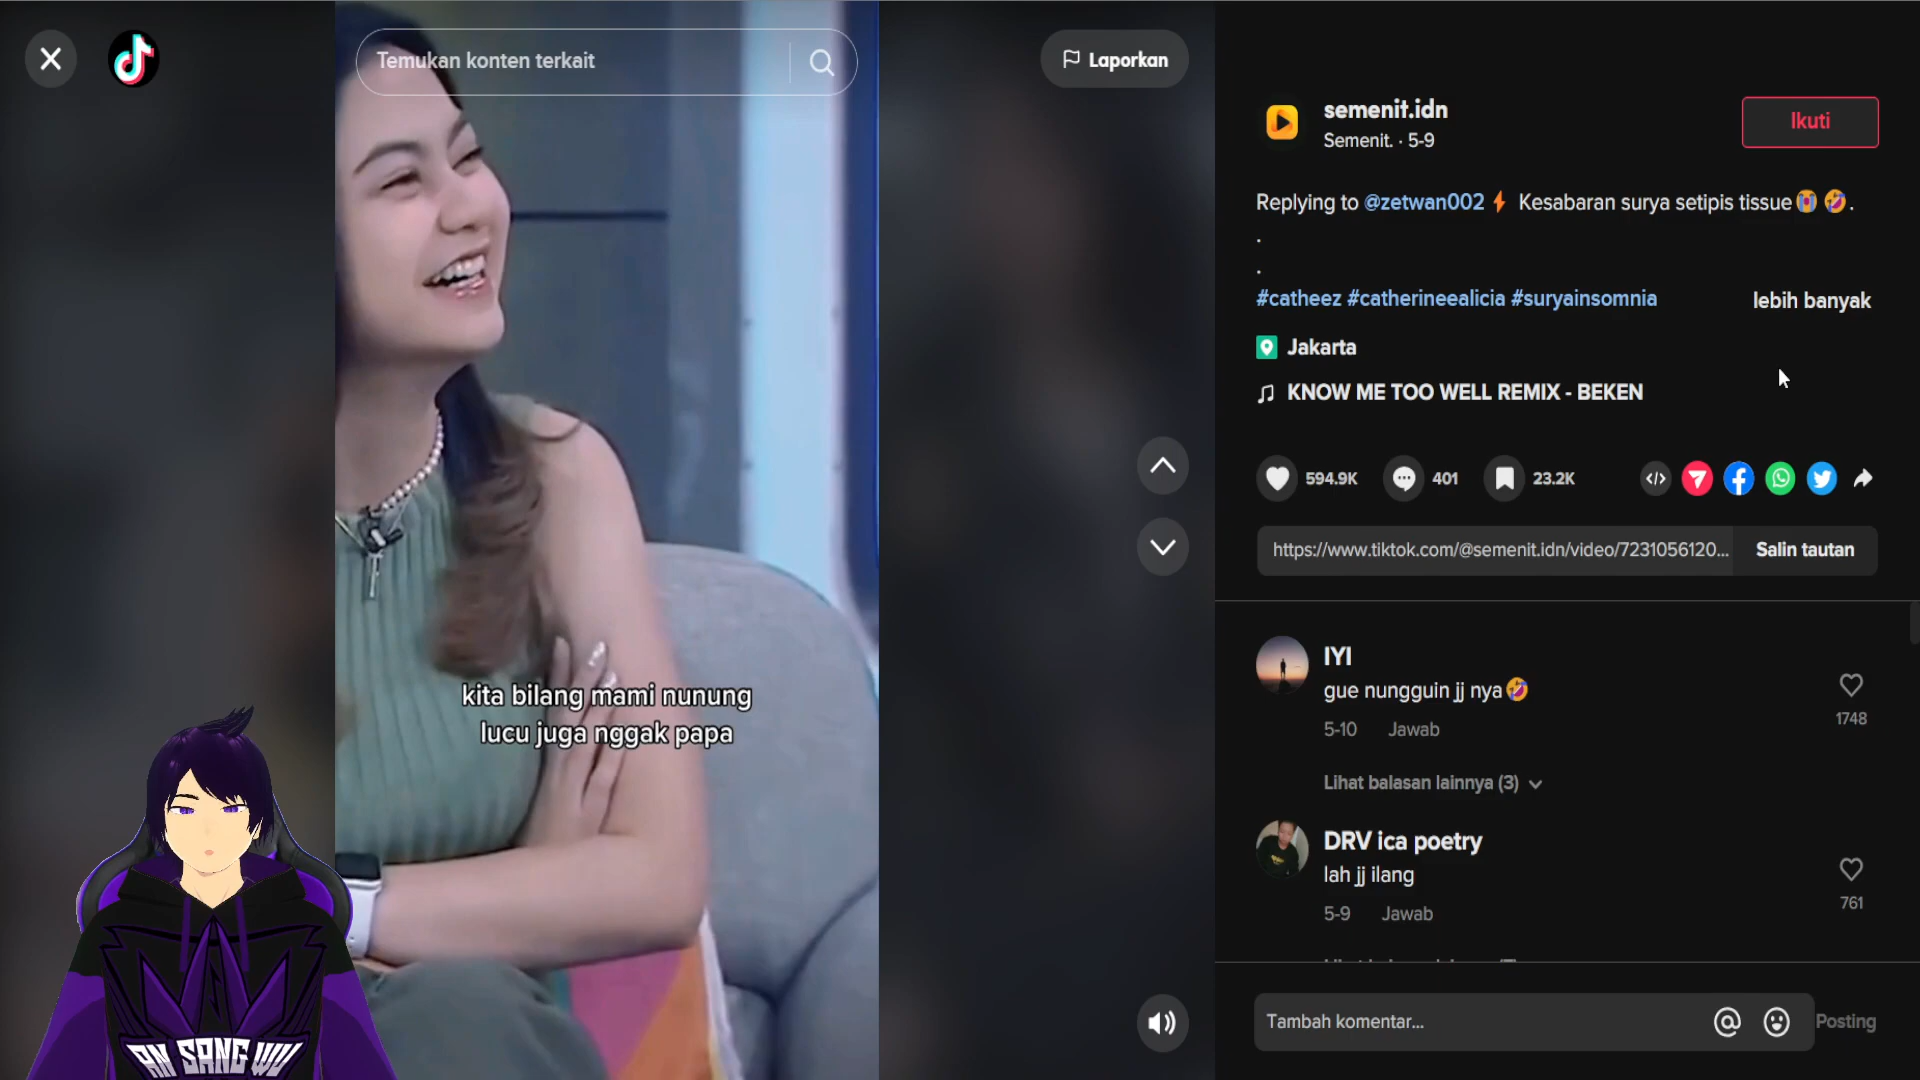 Temukan konten terkait
Laporkan
kita bilang mami nunung
lucu juga nggak papa
AN SANG WU
semenit.idn
Semenit. · 5-9
Ikuti
Replying to @zetwan002⚡ Kesabaran surya setipis tissue😭🤣.
.
.
#catheez #catherineealicia #suryainsomnia
lebih banyak
Jakarta
KNOW ME TOO WELL REMIX - BEKEN
594.9K 401 23.2K
https://www.tiktok.com/@semenit.idn/video/7231056120...
Salin tautan
IYI
gue nungguin jj nya🤣
1748
5-10 Jawab
Lihat balasan lainnya (3)
DRV ica poetry
lah jj ilang
761
5-9 Jawab
Tambah komentar...
Posting